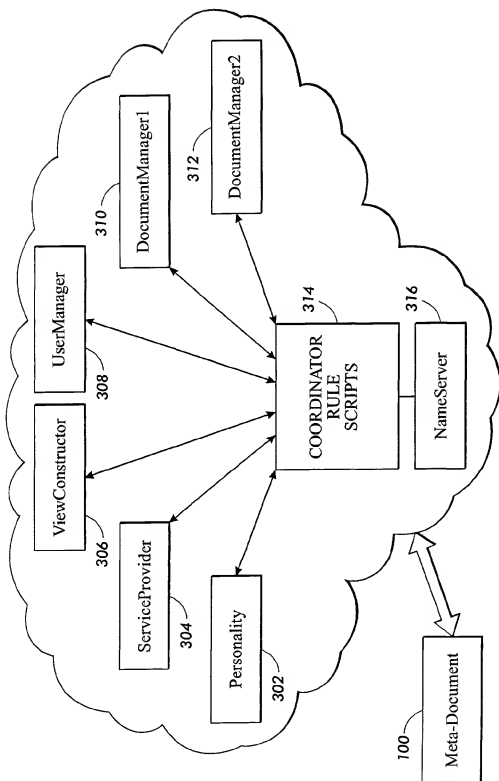 ViewConstructor
306
UserManager
308
DocumentManager1
310
DocumentManager2
312
ServiceProvider
304
Personality
302
COORDINATOR
RULE
SCRIPTS
314
NameServer
316
Meta-Document
100